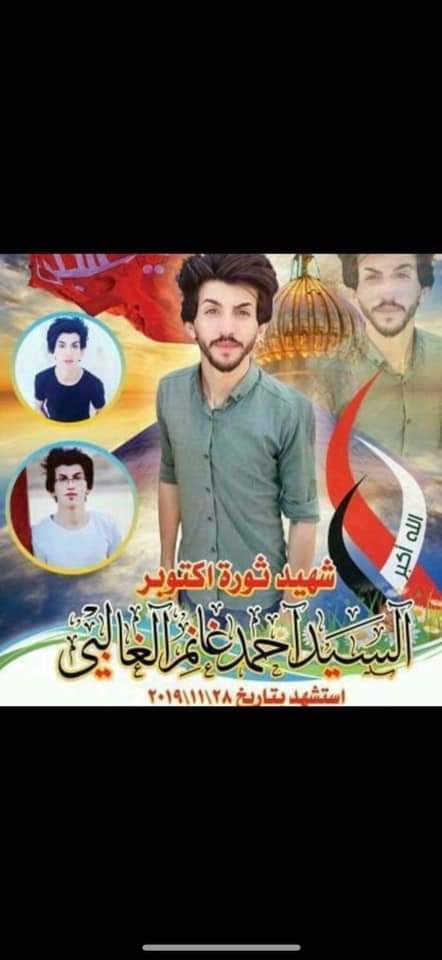 الله اكبر
شهيد ثورة اكتوبر
السيد احمد غانم الغالبي
استشهد بتاريخ ٢٠١٩\١١\٢٨